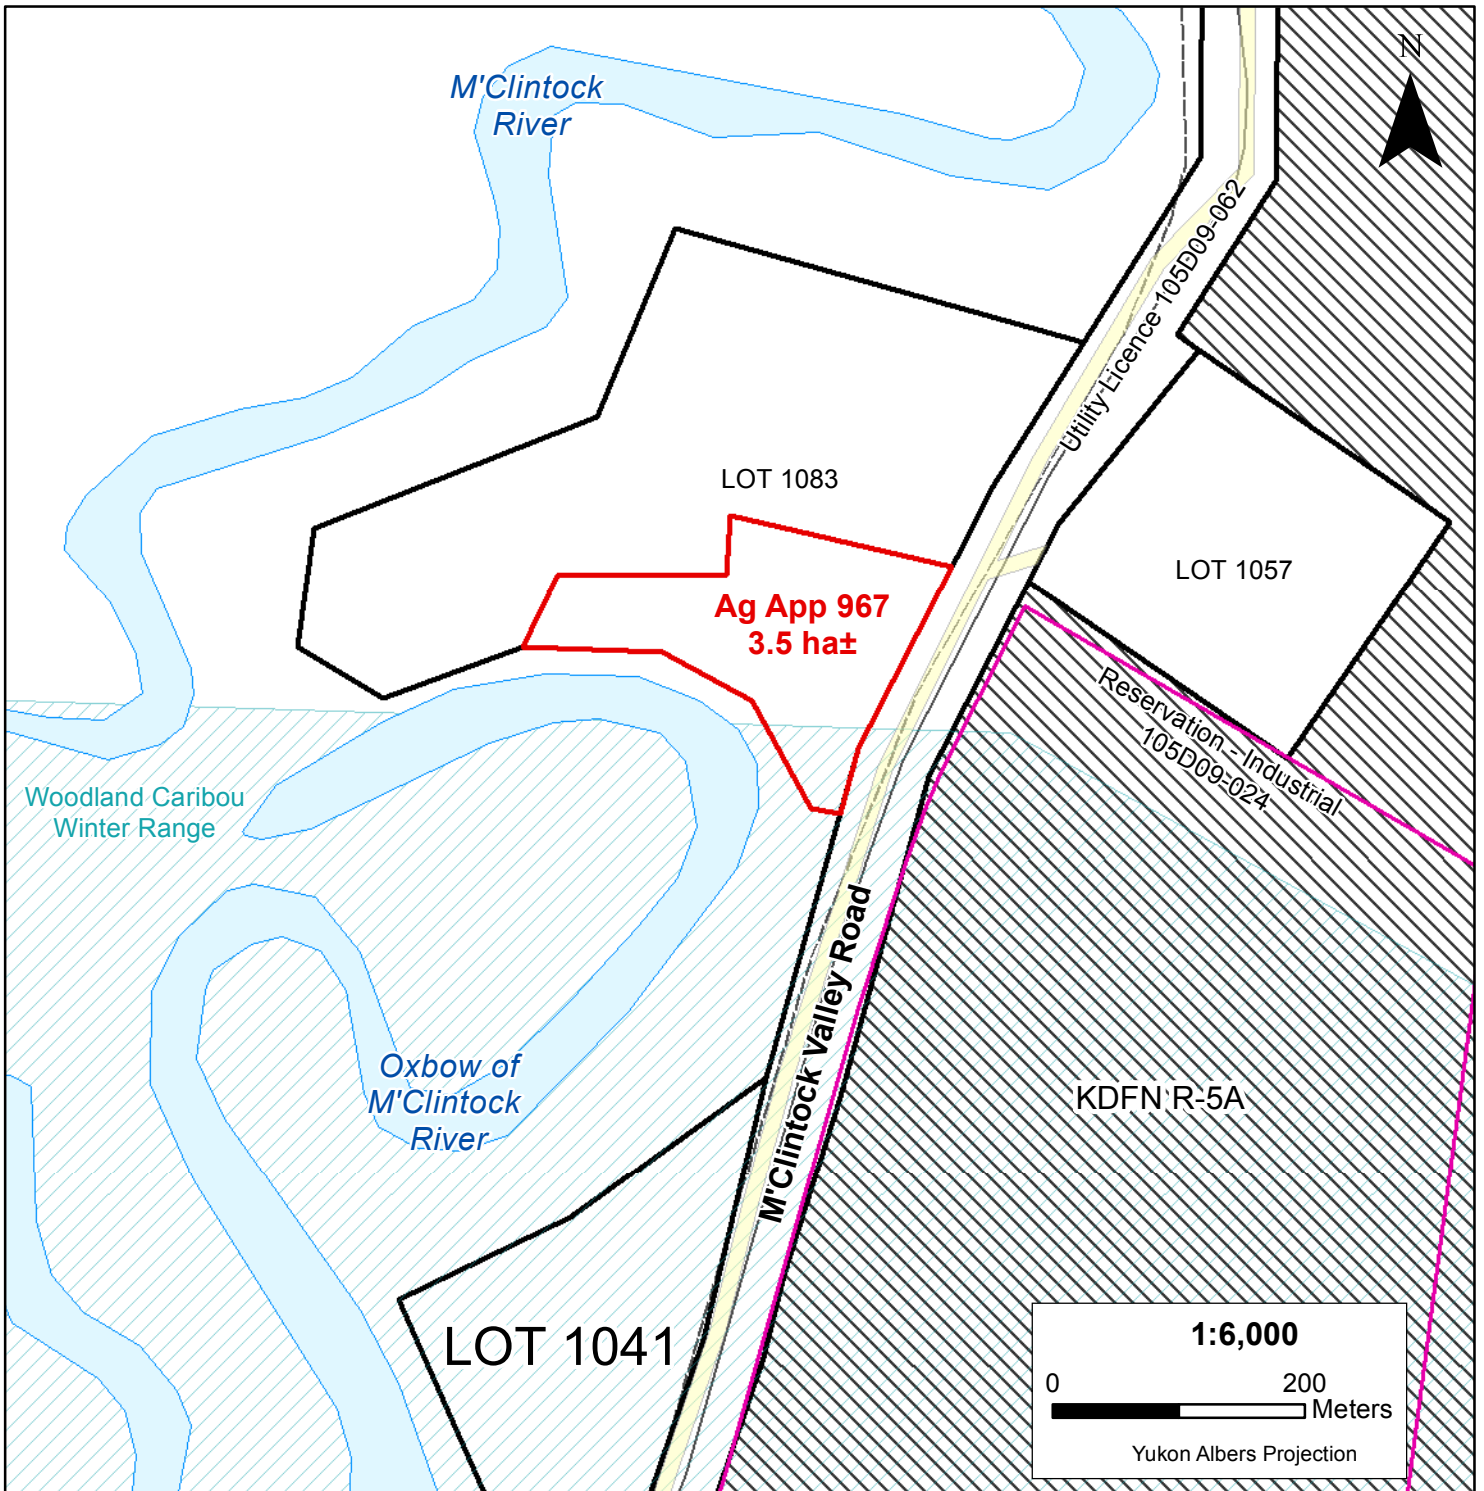 N
M'Clintock
River
Utility Licence 105D09-062
LOT 1083
LOT 1057
Ag App 967
3.5 ha±
Reservation - Industrial
105D09-024
Woodland Caribou
Winter Range
M'Clintock Valley Road
Oxbow of
M'Clintock
River
KDFN R-5A
LOT 1041
1:6,000
0 200
Meters
Yukon Albers Projection